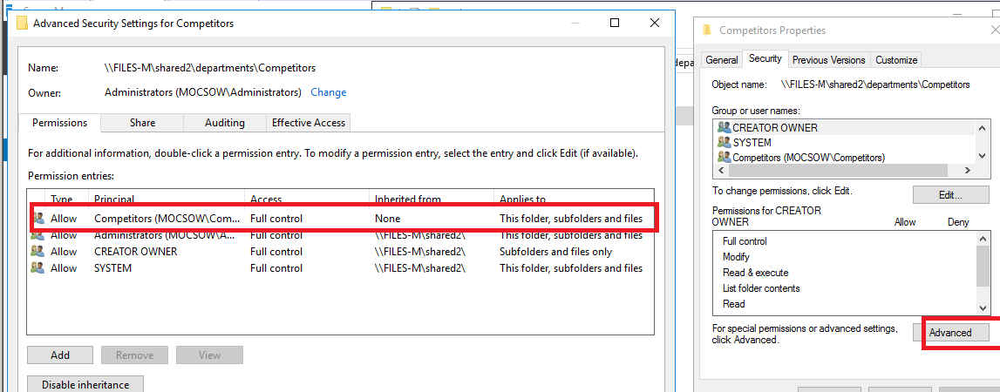 Advanced Security Settings for Competitors
Name: \\FILES-M\shared2\departments\Competitors
Owner: Administrators (MOCSOW\Administrators) Change
Permissions Share Auditing Effective Access
For additional information, double-click a permission entry. To modify a permission entry, select the entry and click Edit (if available).
Permission entries:
Type Principal Access Inherited from Applies to
Allow Competitors (MOCSOW\Com... Full control None This folder, subfolders and files
Allow Administrators (MOCSOW\A... Full control \\FILES-M\shared2\ This folder, subfolders and files
Allow CREATOR OWNER Full control \\FILES-M\shared2\ Subfolders and files only
Allow SYSTEM Full control \\FILES-M\shared2\ This folder, subfolders and files
Add Remove View
Disable inheritance
depa
Competitors Properties
General Security Previous Versions Customize
Object name: \\FILES-M\shared2\departments\Competitors
Group or user names:
CREATOR OWNER
SYSTEM
Competitors (MOCSOW\Competitors)
To change permissions, click Edit. Edit...
Permissions for CREATOR
OWNER Allow Deny
Full control
Modify
Read & execute
List folder contents
Read
For special permissions or advanced settings,
click Advanced. Advanced